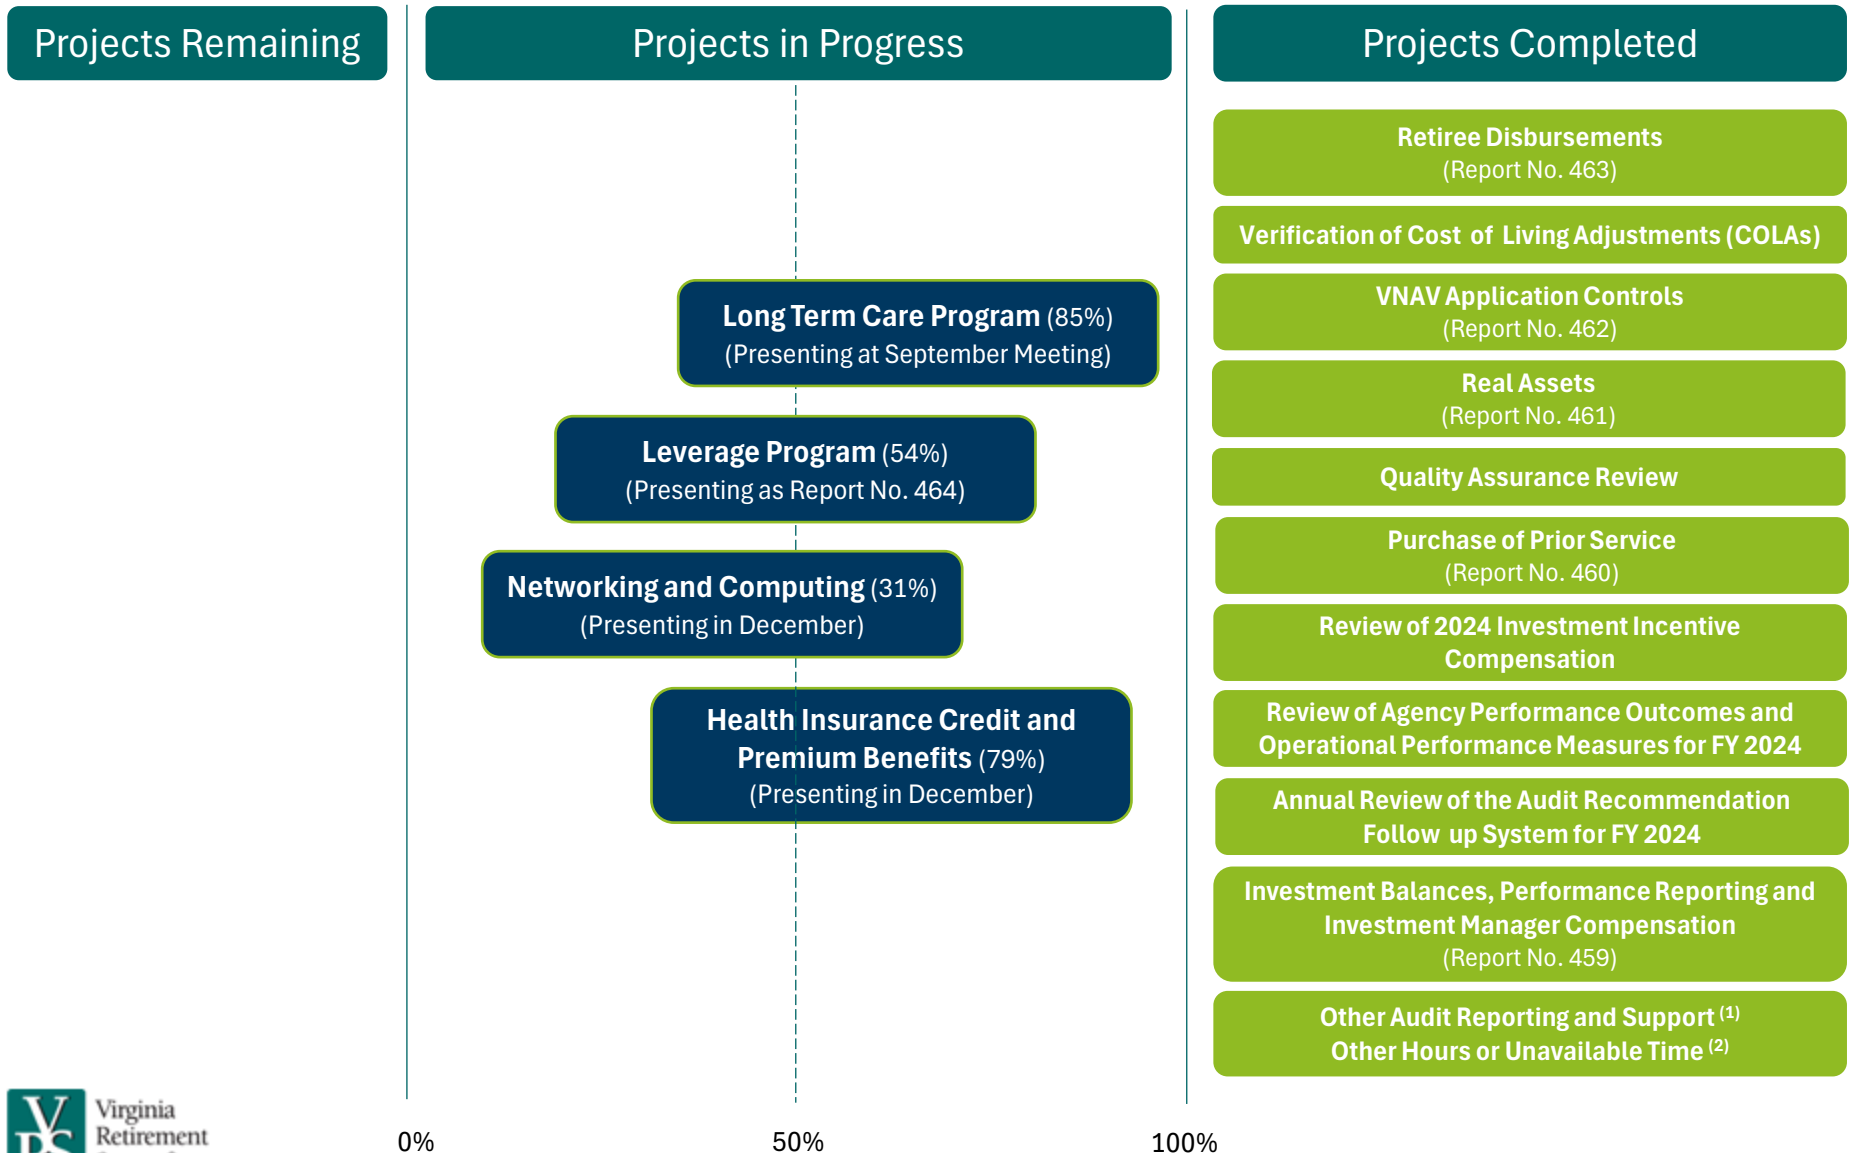 Projects Remaining
Projects in Progress
Projects Completed
Long Term Care Program (85%)
(Presenting at September Meeting)
Leverage Program (54%)
(Presenting as Report No. 464)
Networking and Computing (31%)
(Presenting in December)
Health Insurance Credit and
Premium Benefits (79%)
(Presenting in December)
Retiree Disbursements
(Report No. 463)
Verification of Cost of Living Adjustments (COLAs)
VNAV Application Controls
(Report No. 462)
Real Assets
(Report No. 461)
Quality Assurance Review
Purchase of Prior Service
(Report No. 460)
Review of 2024 Investment Incentive
Compensation
Review of Agency Performance Outcomes and
Operational Performance Measures for FY 2024
Annual Review of the Audit Recommendation
Follow up System for FY 2024
Investment Balances, Performance Reporting and
Investment Manager Compensation
(Report No. 459)
Other Audit Reporting and Support (1)
Other Hours or Unavailable Time (2)
Virginia
Retirement
0%
50%
100%